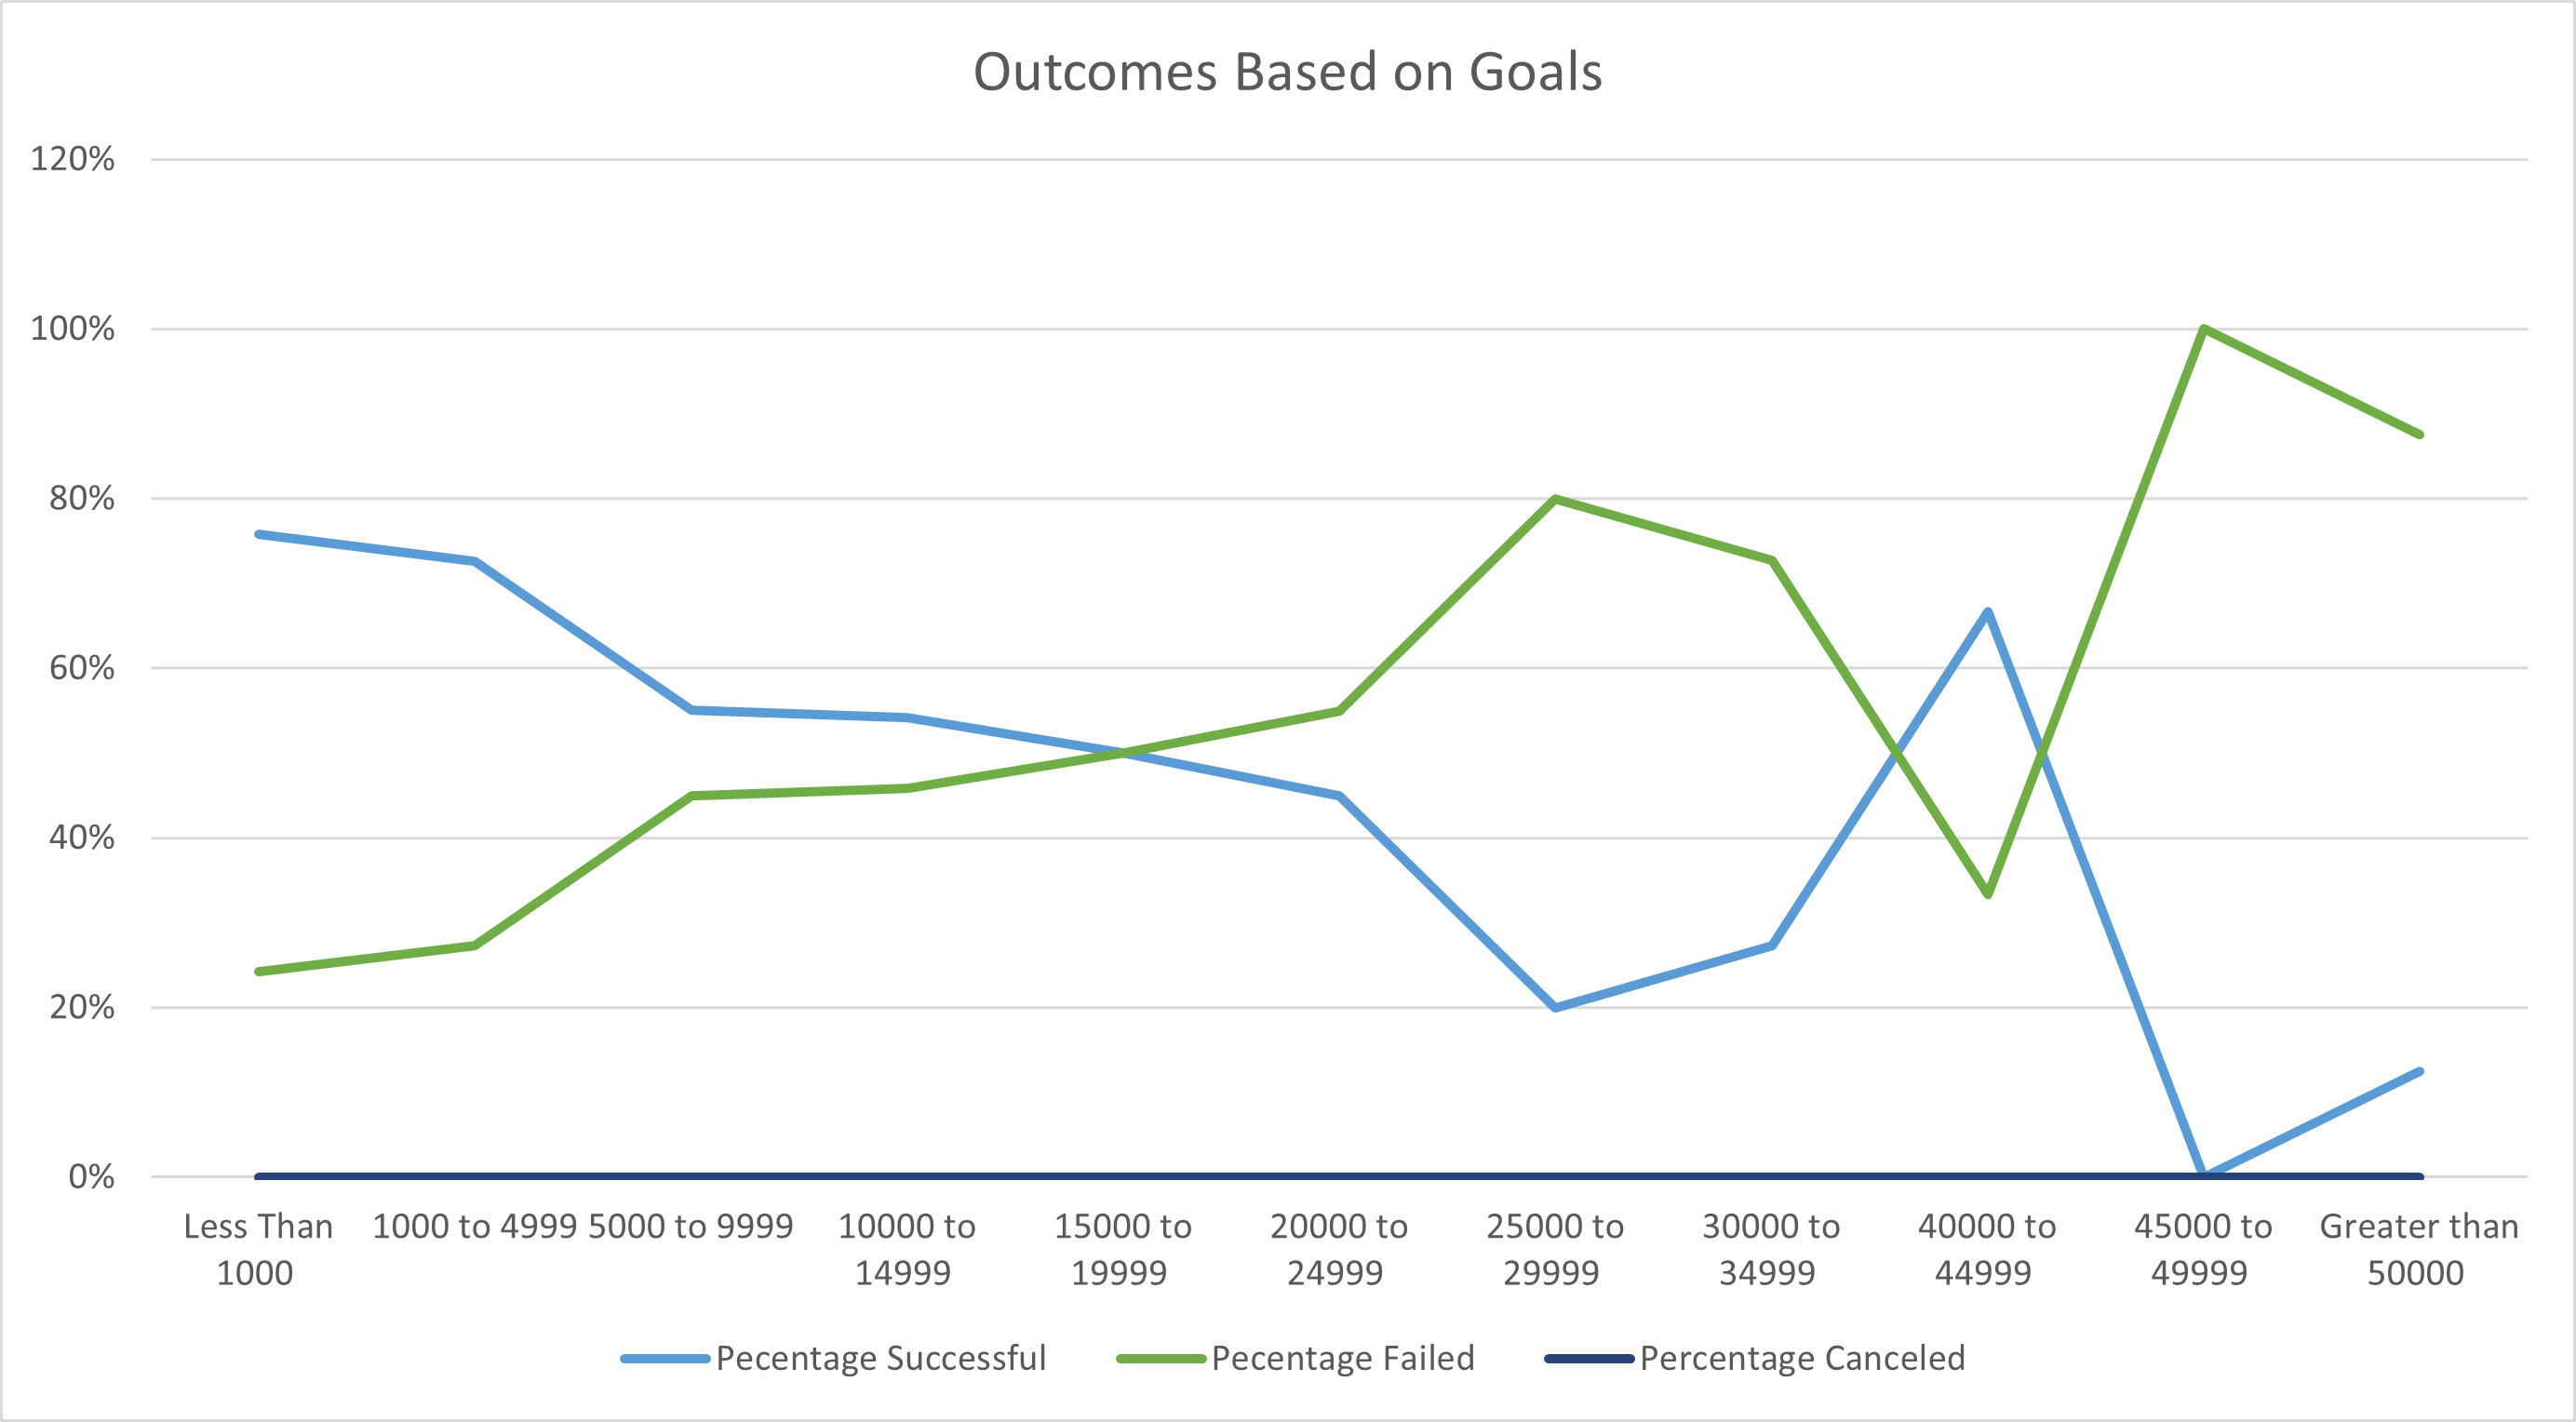 Outcomes Based on Goals
120%
100%
80%
60%
40%
20%
0%
Less Than
1000
1000 to 4999
5000 to 9999
10000 to
14999
15000 to
19999
20000 to
24999
25000 to
29999
30000 to
34999
40000 to
44999
45000 to
49999
Greater than
50000
Pecentage Successful
Pecentage Failed
Percentage Canceled